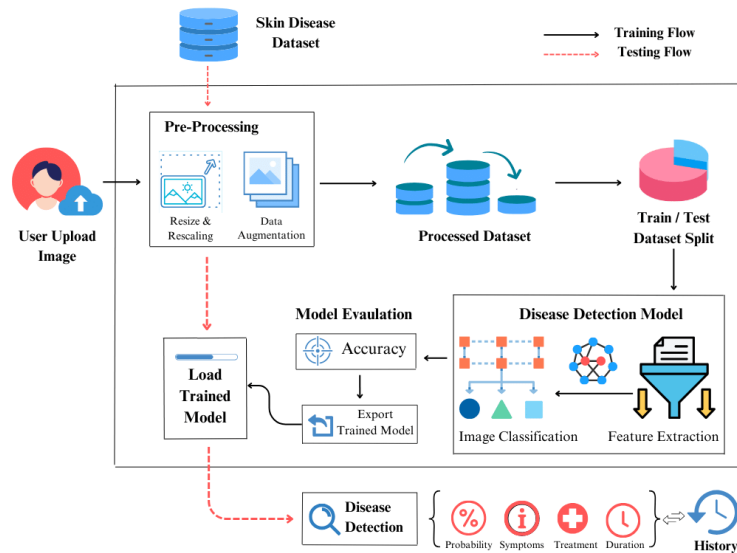 Skin Disease
Dataset
Training Flow
Testing Flow
Pre-Processing
Resize &
Rescaling
Data
Augmentation
User Upload
Image
Processed Dataset
Train / Test
Dataset Split
Model Evaulation
Accuracy
Export
Trained Model
Disease Detection Model
Image Classification
Feature Extraction
Load
Trained
Model
Disease
Detection
Probability
Symptoms
Treatment
Duration
History